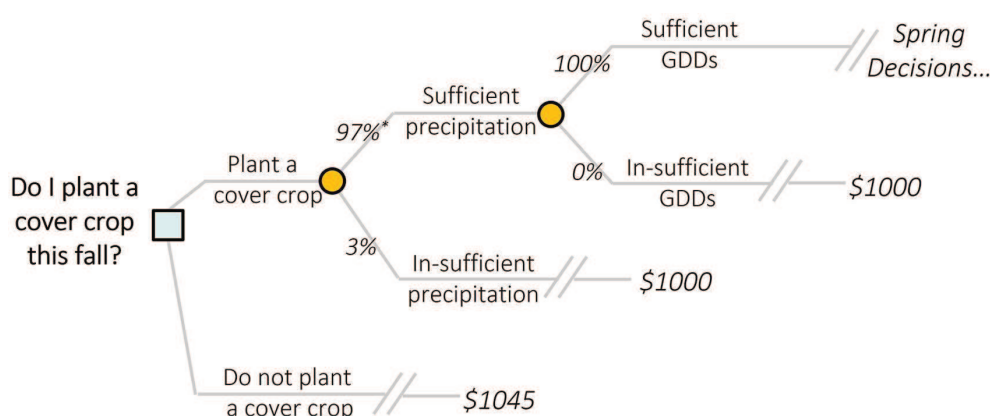 Do I plant a
cover crop
this fall?
Plant a
cover crop
97%*
3%
Sufficient
precipitation
100%
0%
Sufficient
GDDs
Spring
Decisions...
In-sufficient
GDDs
$1000
In-sufficient
precipitation
$1000
Do not plant
a cover crop
$1045